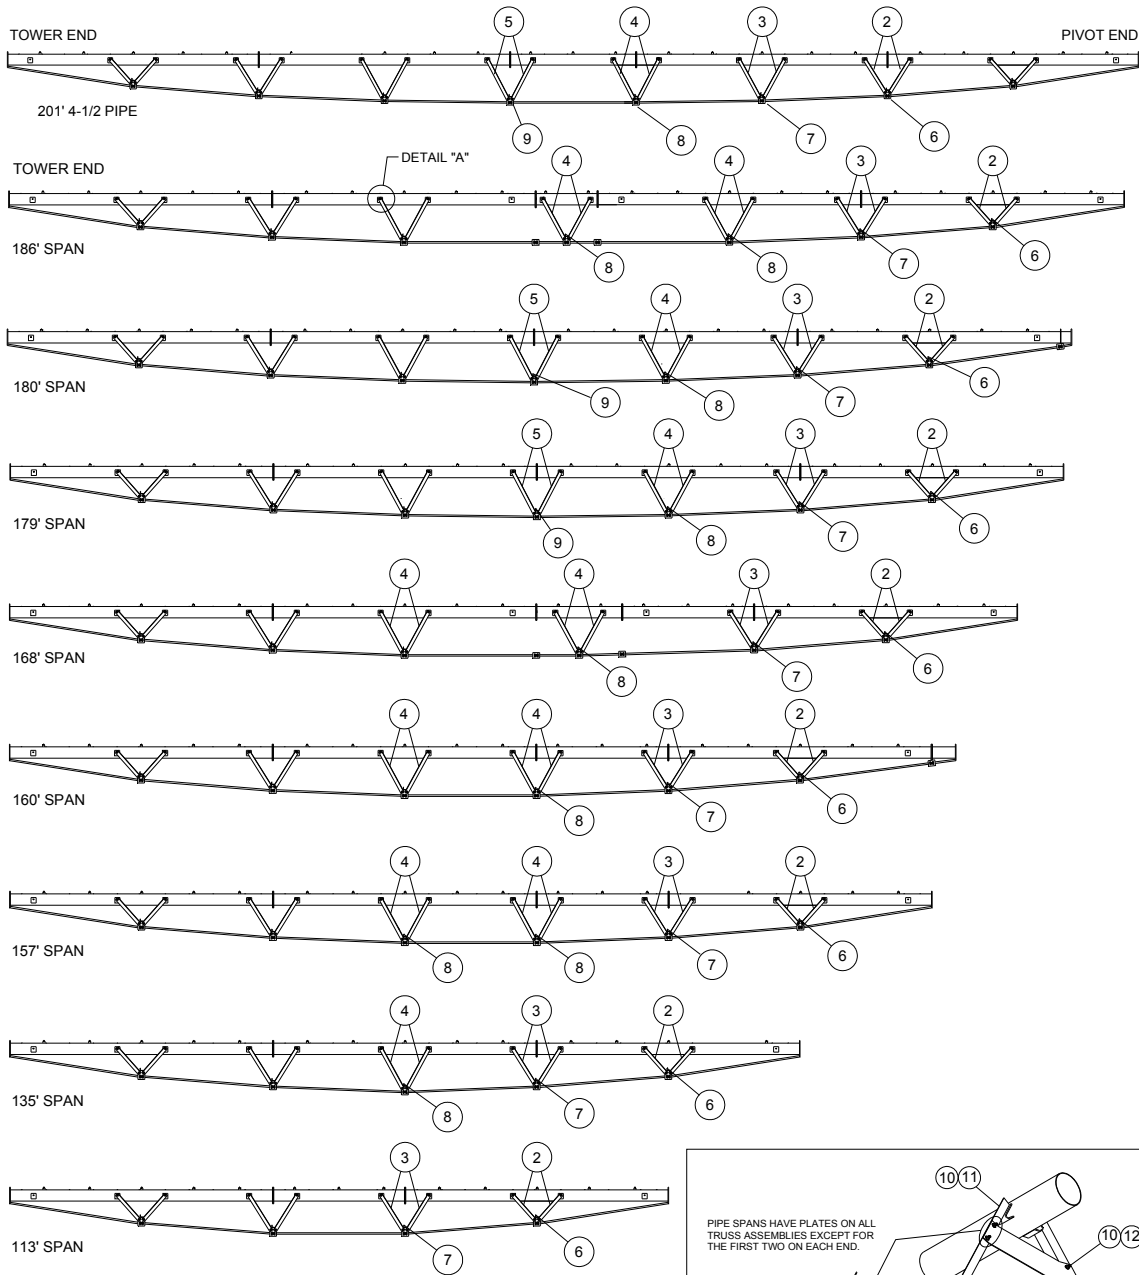 5 4 3 2
TOWER END PIVOT END
201' 4-1/2 PIPE
9 8 7 6
DETAIL "A"
4 4 3 2
TOWER END
186' SPAN
8 8 7 6
5 4 3 2
180' SPAN
9 8 7 6
5 4 3 2
179' SPAN
9 8 7 6
4 4 3 2
168' SPAN
8 7 6
4 4 3 2
160' SPAN
8 7 6
4 4 3 2
157' SPAN
8 8 7 6
4 3 2
135' SPAN
8 7 6
3 2
113' SPAN
7 6
10 11
PIPE SPANS HAVE PLATES ON ALL
TRUSS ASSEMBLIES EXCEPT FOR
THE FIRST TWO ON EACH END.
10 12